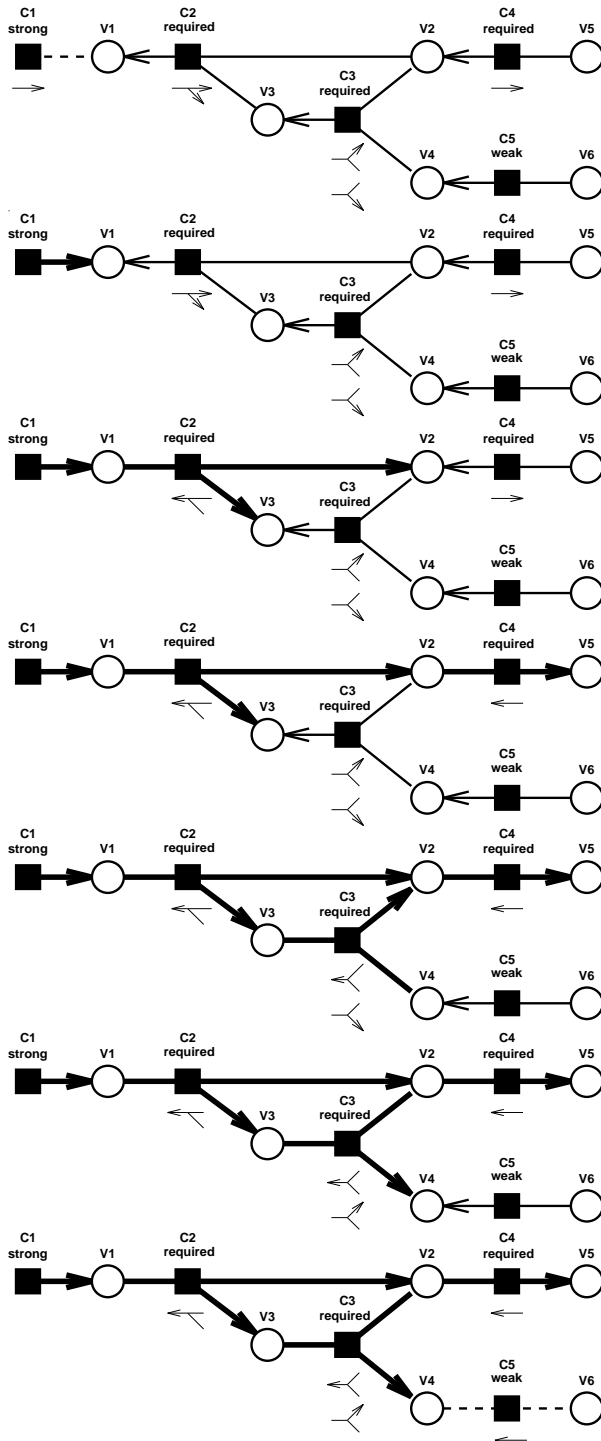 C1 C2 C4
strong V1 required V2 required V5
C3
V3 required
C5
V4 weak V6
C1 C2 C4
strong V1 required V2 required V5
C3
V3 required
C5
V4 weak V6
C1 C2 C4
strong V1 required V2 required V5
C3
V3 required
C5
V4 weak V6
C1 C2 C4
strong V1 required V2 required V5
C3
V3 required
C5
V4 weak V6
C1 C2 C4
strong V1 required V2 required V5
C3
V3 required
C5
V4 weak V6
C1 C2 C4
strong V1 required V2 required V5
C3
V3 required
C5
V4 weak V6
C1 C2 C4
strong V1 required V2 required V5
C3
V3 required
C5
V4 weak V6